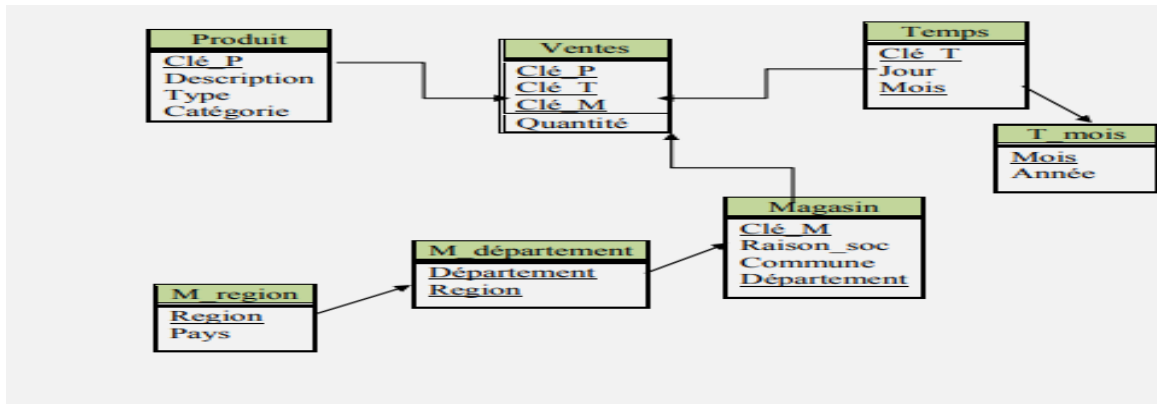 Produit
Clé_P
Description
Type
Catégorie
Ventes
Clé_P
Clé_T
Clé_M
Quantité
Temps
Clé_T
Jour
Mois
T_mois
Mois
Année
Magasin
Clé_M
Raison_soc
Commune
Département
M_département
Département
Region
M_region
Region
Pays